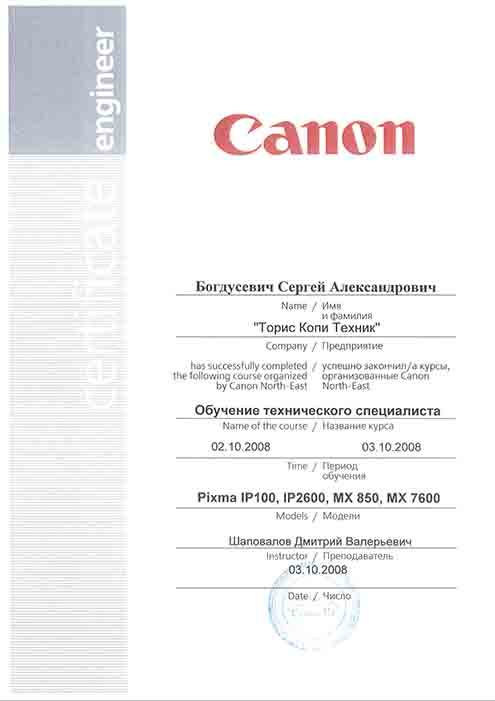 certificate engineer
Canon
Богдусевич Сергей Александрович
Name / Имя
и фамилия
"Торис Копи Техник"
Company / Предприятие
has successfully completed / успешно закончил/а курсы,
the following course organized организованные Canon
by Canon North-East North-East
Обучение технического специалиста
Name of the course / Название курса
02.10.2008 03.10.2008
Time / Период
обучения
Pixma IP100, IP2600, MX 850, MX 7600
Models / Модели
Шаповалов Дмитрий Валерьевич
Instructor / Преподаватель
03.10.2008
Date / Число